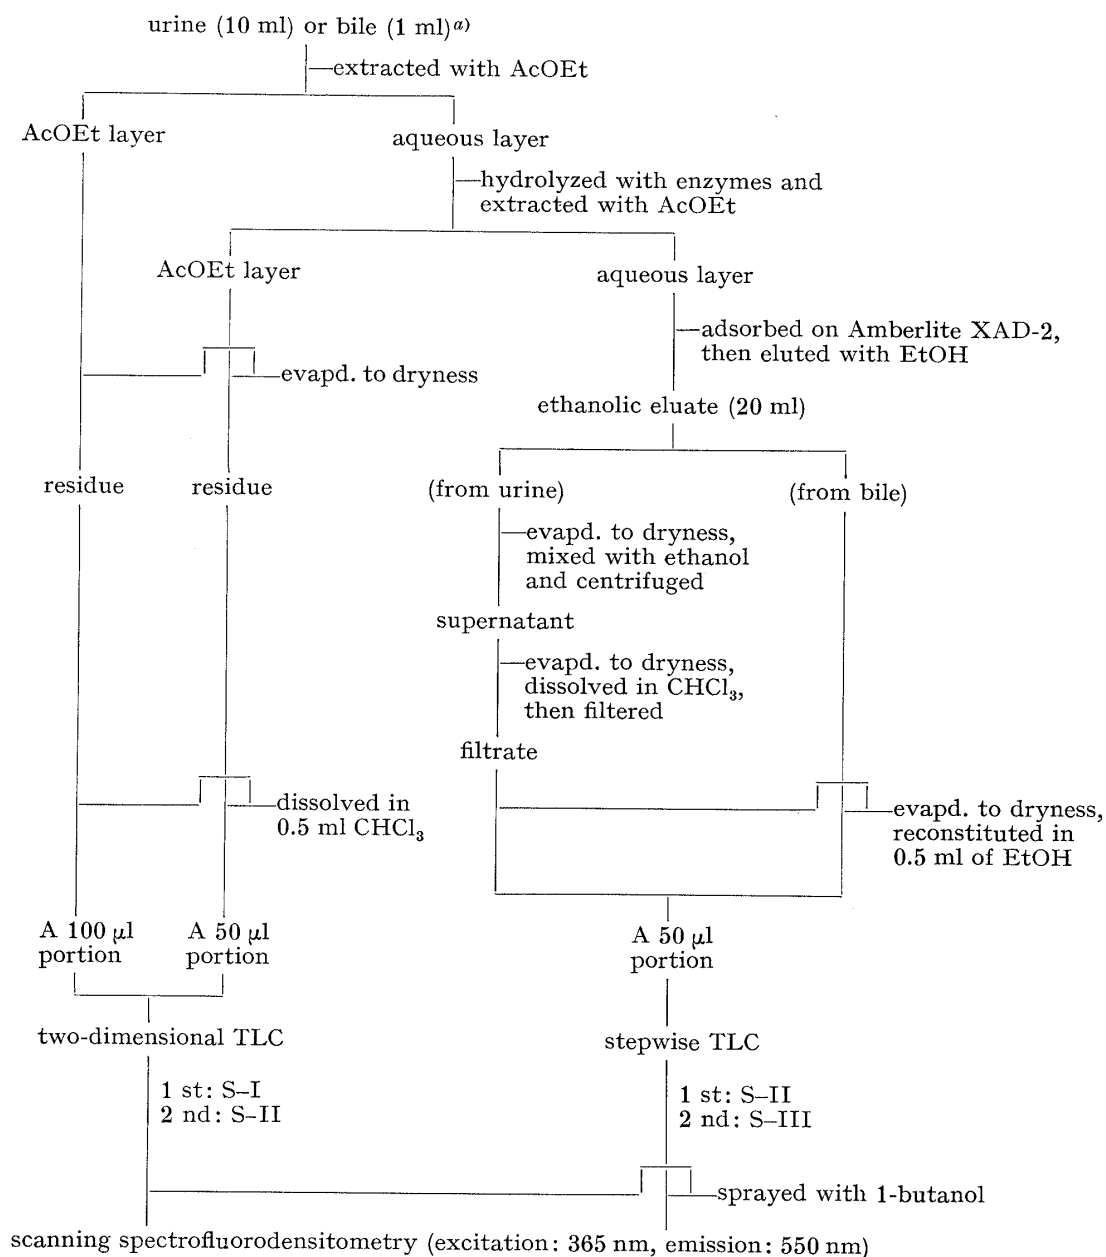 urine (10 ml) or bile (1 ml)a)
extracted with AcOEt
AcOEt layer
aqueous layer
hydrolyzed with enzymes and
extracted with AcOEt
AcOEt layer
aqueous layer
adsorbed on Amberlite XAD-2,
then eluted with EtOH
evapd. to dryness
ethanolic eluate (20 ml)
residue
residue
(from urine)
(from bile)
evapd. to dryness,
mixed with ethanol
and centrifuged
supernatant
evapd. to dryness,
dissolved in CHCl₃,
then filtered
filtrate
dissolved in
0.5 ml CHCl₃
evapd. to dryness,
reconstituted in
0.5 ml of EtOH
A 100 μl
portion
A 50 μl
portion
A 50 μl
portion
two-dimensional TLC
stepwise TLC
1 st: S–I
2 nd: S–II
1 st: S–II
2 nd: S–III
sprayed with 1-butanol
scanning spectrofluorodensitometry (excitation: 365 nm, emission: 550 nm)